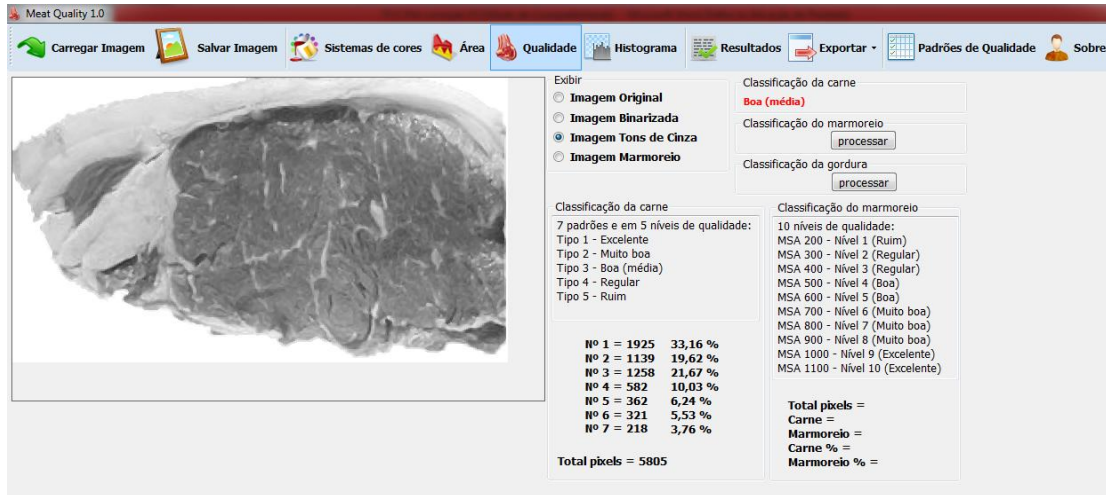 Meat Quality 1.0
Carregar Imagem Salvar Imagem Sistemas de cores Área Qualidade Histograma Resultados Exportar Padrões de Qualidade Sobre
Exibir
Imagem Original
Imagem Binarizada
Imagem Tons de Cinza
Imagem Marmoreio
Classificação da carne
Boa (média)
Classificação do marmoreio
processar
Classificação da gordura
processar
Classificação da carne
7 padrões e em 5 níveis de qualidade:
Tipo 1 - Excelente
Tipo 2 - Muito boa
Tipo 3 - Boa (média)
Tipo 4 - Regular
Tipo 5 - Ruim
Nº 1 = 1925 33,16 %
Nº 2 = 1139 19,62 %
Nº 3 = 1258 21,67 %
Nº 4 = 582 10,03 %
Nº 5 = 362 6,24 %
Nº 6 = 321 5,53 %
Nº 7 = 218 3,76 %
Total pixels = 5805
Classificação do marmoreio
10 níveis de qualidade:
MSA 200 - Nível 1 (Ruim)
MSA 300 - Nível 2 (Regular)
MSA 400 - Nível 3 (Regular)
MSA 500 - Nível 4 (Boa)
MSA 600 - Nível 5 (Boa)
MSA 700 - Nível 6 (Muito boa)
MSA 800 - Nível 7 (Muito boa)
MSA 900 - Nível 8 (Muito boa)
MSA 1000 - Nível 9 (Excelente)
MSA 1100 - Nível 10 (Excelente)
Total pixels =
Carne =
Marmoreio =
Carne % =
Marmoreio % =